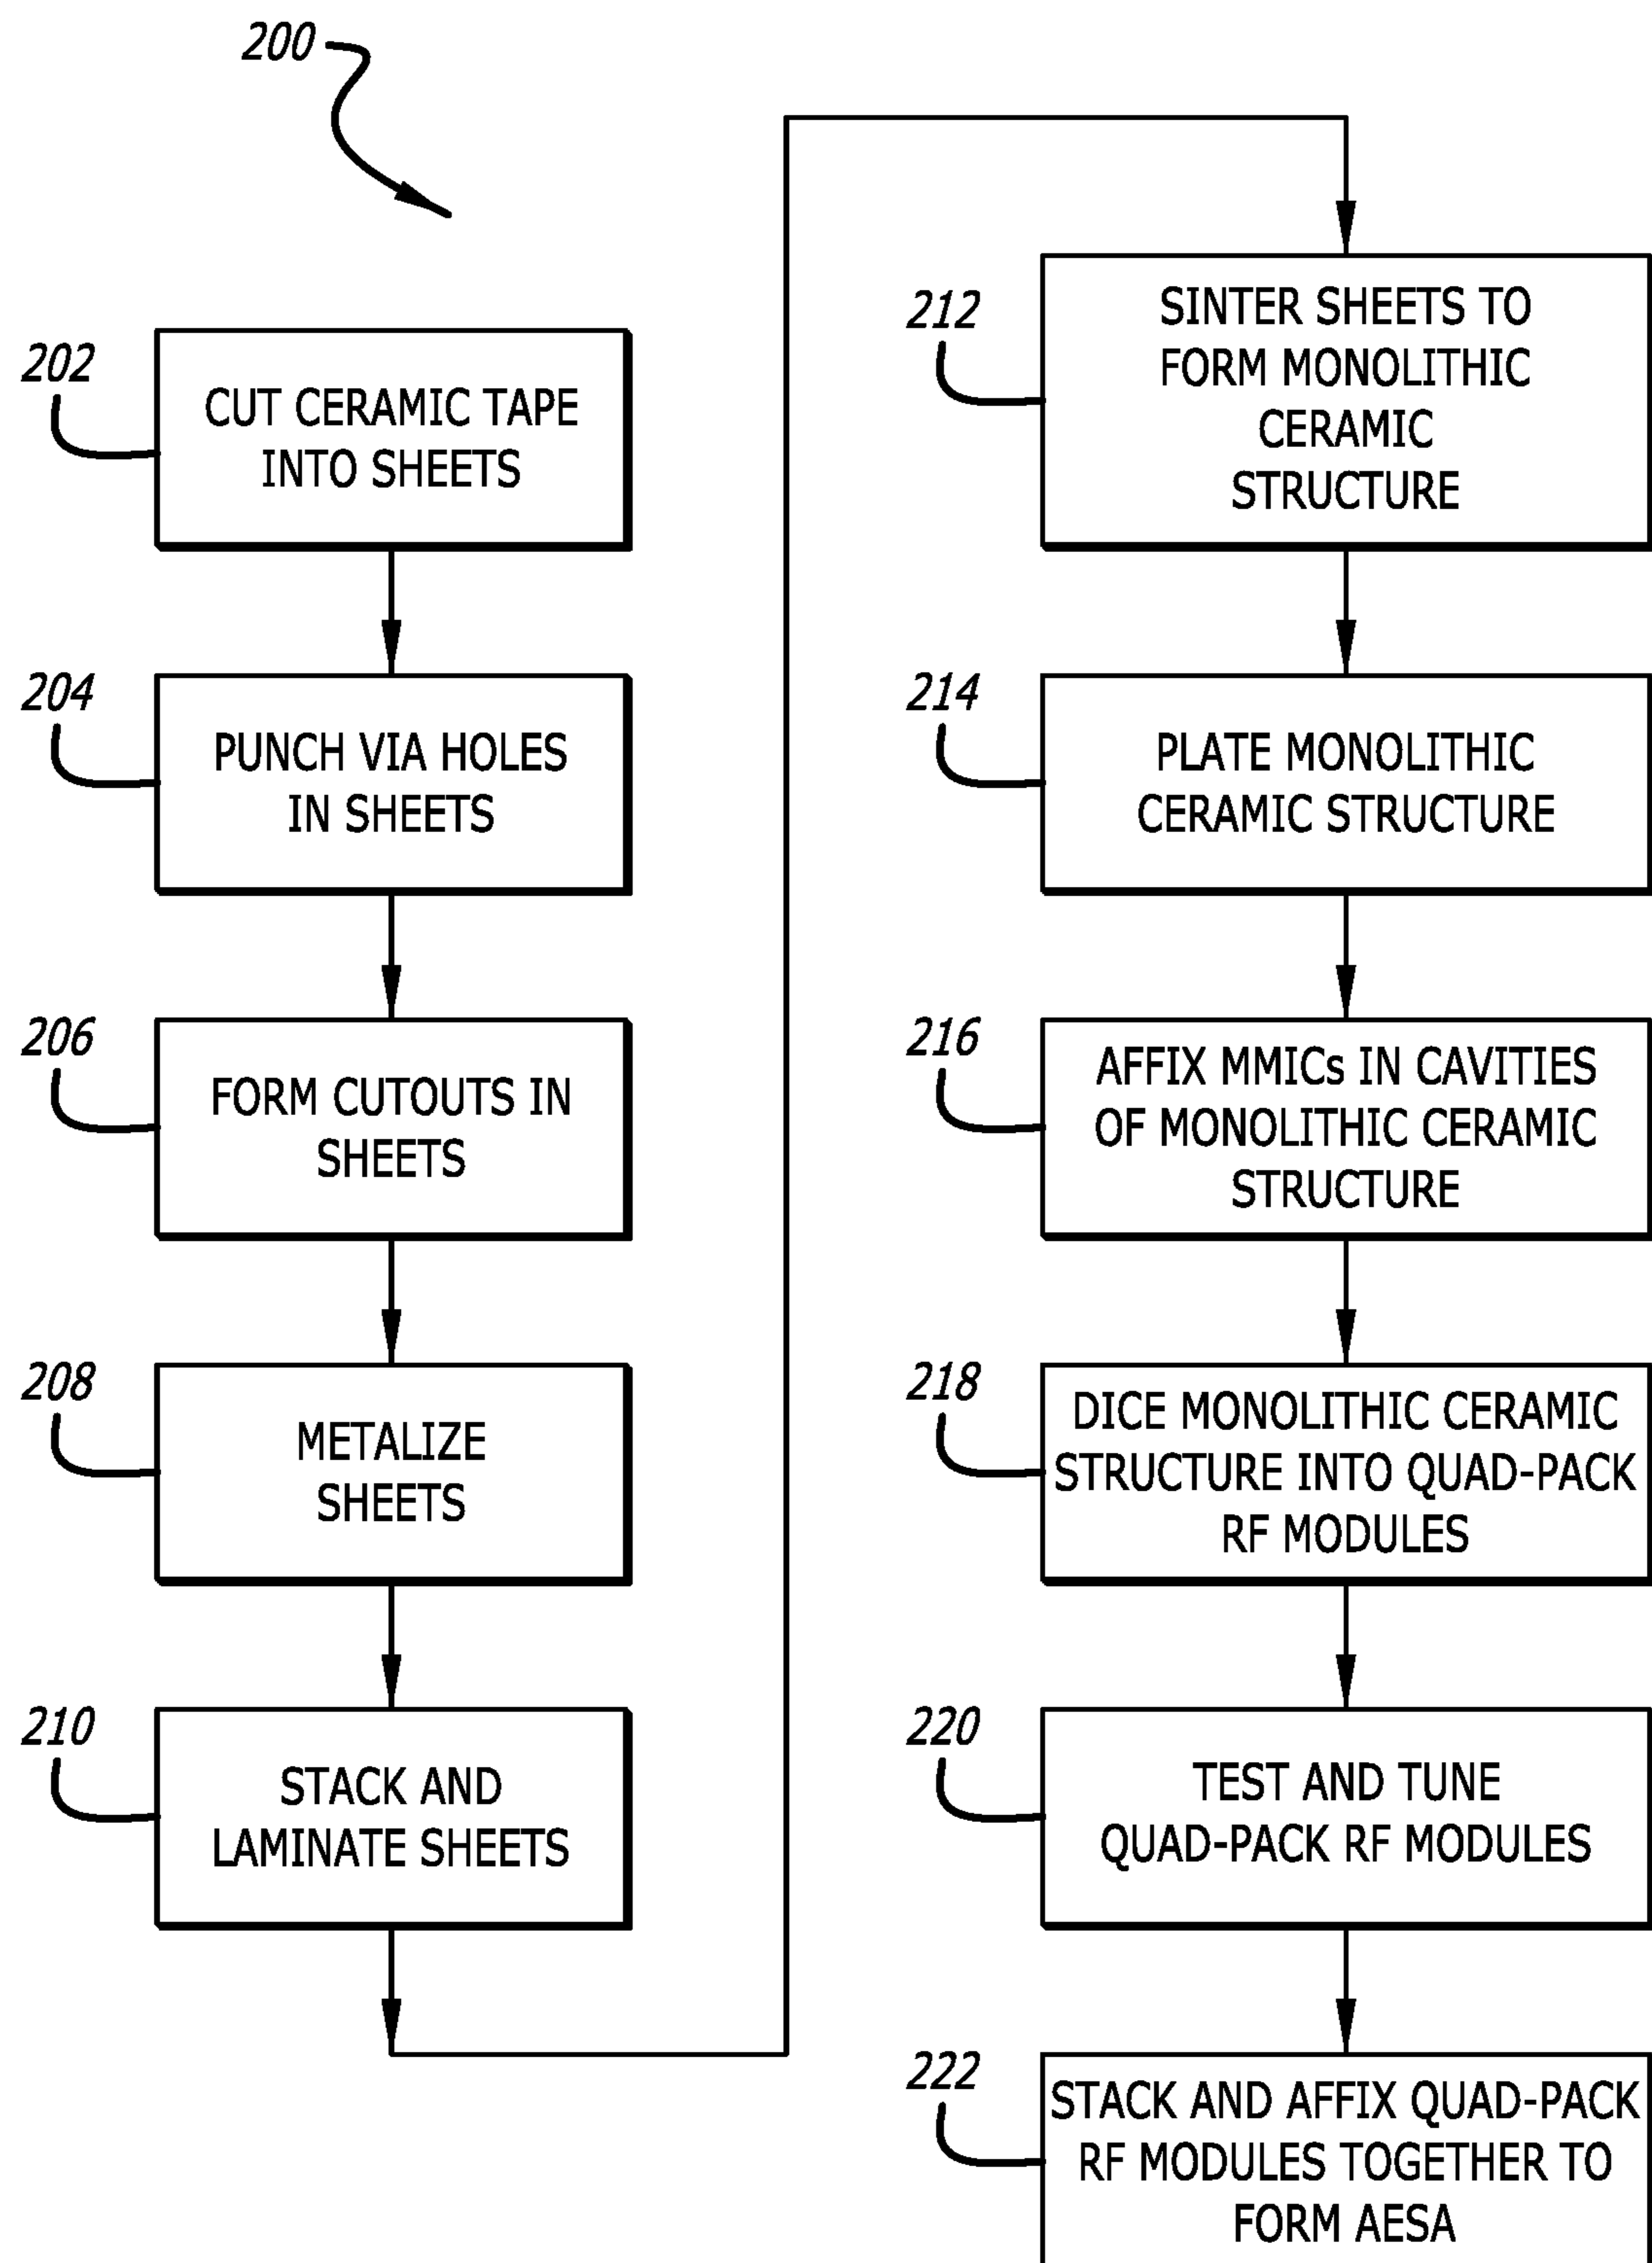 200
202
CUT CERAMIC TAPE
INTO SHEETS
204
PUNCH VIA HOLES
IN SHEETS
206
FORM CUTOUTS IN
SHEETS
208
METALIZE
SHEETS
210
STACK AND
LAMINATE SHEETS
212
SINTER SHEETS TO
FORM MONOLITHIC
CERAMIC
STRUCTURE
214
PLATE MONOLITHIC
CERAMIC STRUCTURE
216
AFFIX MMICs IN CAVITIES
OF MONOLITHIC CERAMIC
STRUCTURE
218
DICE MONOLITHIC CERAMIC
STRUCTURE INTO QUAD-PACK
RF MODULES
220
TEST AND TUNE
QUAD-PACK RF MODULES
222
STACK AND AFFIX QUAD-PACK
RF MODULES TOGETHER TO
FORM AESA